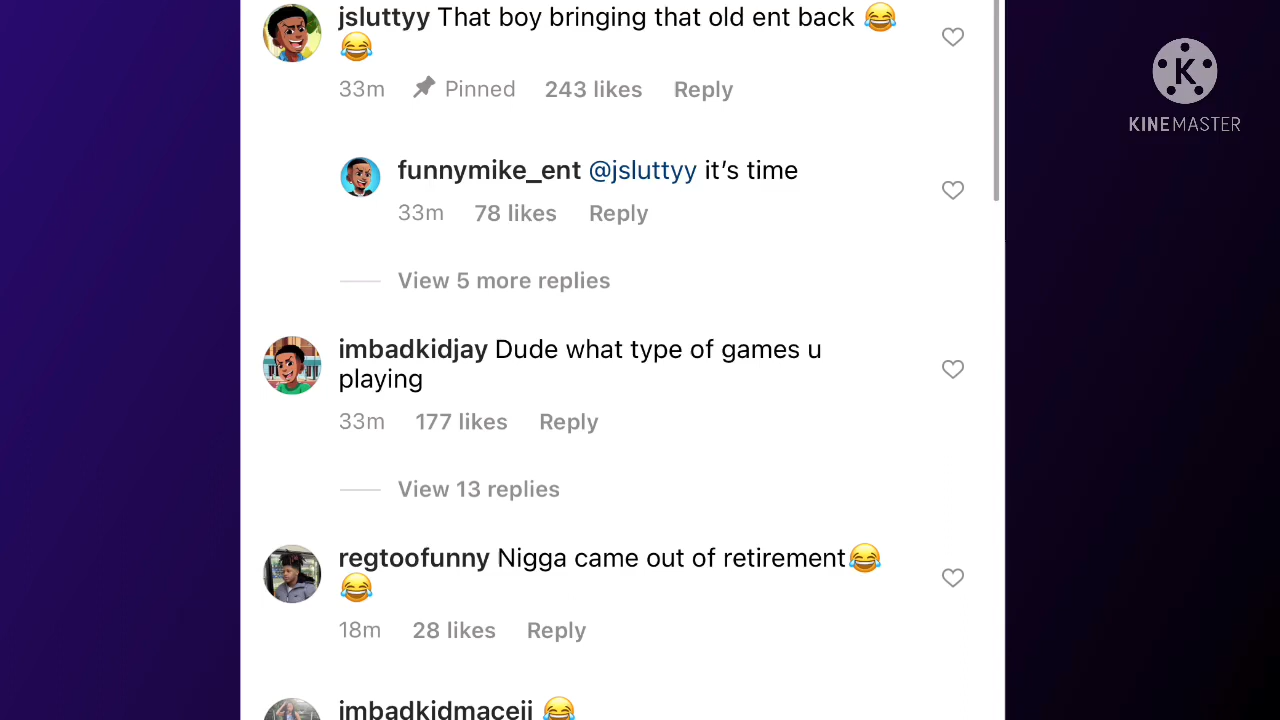 jsluttyy That boy bringing that old ent back 😂
😂
33m Pinned 243 likes Reply
KINEMASTER
funnymike_ent @jsluttyy it’s time
33m 78 likes Reply
View 5 more replies
imbadkidjay Dude what type of games u
playing
33m 177 likes Reply
View 13 replies
regtoofunny Nigga came out of retirement😂
😂
18m 28 likes Reply
imbadkidmaceii 😂